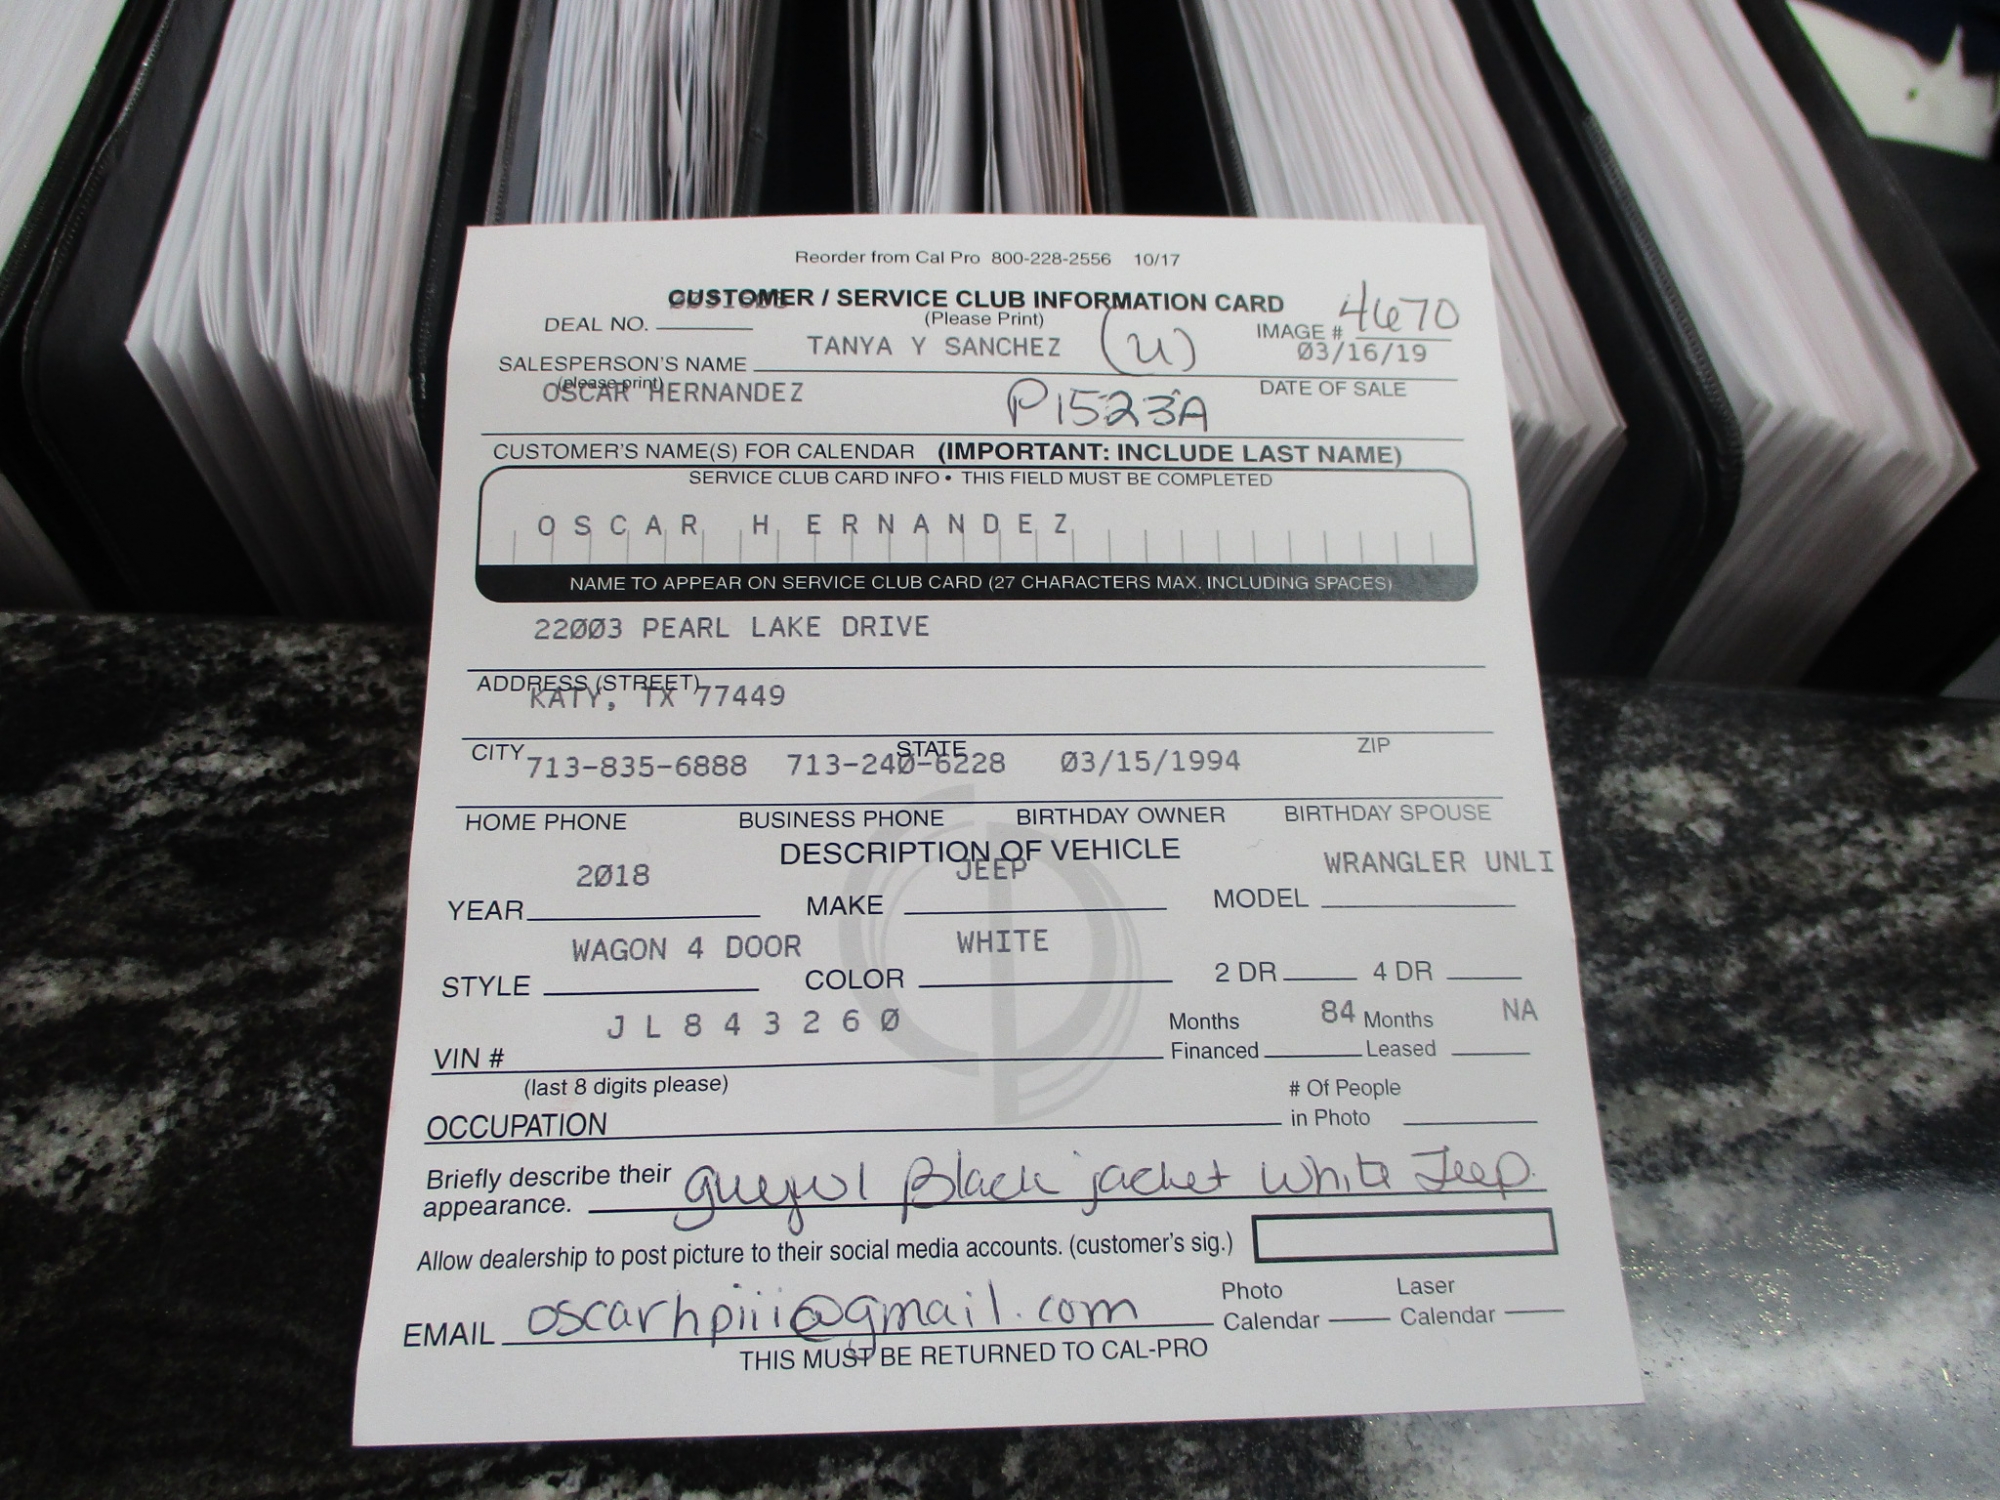 Reorder from Cal Pro 800-228-2556 10/17
CUSTOMER / SERVICE CLUB INFORMATION CARD
DEAL NO. (Please Print) IMAGE # 4670
SALESPERSON'S NAME TANYA Y SANCHEZ (U) 03/16/19
(please print) DATE OF SALE
OSCAR HERNANDEZ P1523A
CUSTOMER'S NAME(S) FOR CALENDAR (IMPORTANT: INCLUDE LAST NAME)
SERVICE CLUB CARD INFO • THIS FIELD MUST BE COMPLETED
OSCAR HERNANDEZ
NAME TO APPEAR ON SERVICE CLUB CARD (27 CHARACTERS MAX. INCLUDING SPACES)
22003 PEARL LAKE DRIVE
ADDRESS (STREET)
KATY, TX 77449
CITY STATE ZIP
713-835-6888 713-240-6228 03/15/1994
HOME PHONE BUSINESS PHONE BIRTHDAY OWNER BIRTHDAY SPOUSE
DESCRIPTION OF VEHICLE
YEAR 2018 MAKE JEEP MODEL WRANGLER UNLI
STYLE WAGON 4 DOOR COLOR WHITE 2 DR 4 DR
VIN # J L 8 4 3 2 6 0 Months Financed 84 Months Leased NA
(last 8 digits please)
OCCUPATION # Of People in Photo
Briefly describe their
appearance. Black jacket White Jeep.
Allow dealership to post picture to their social media accounts. (customer's sig.)
EMAIL oscarhpiii@gmail.com Photo Calendar Laser Calendar
THIS MUST BE RETURNED TO CAL-PRO